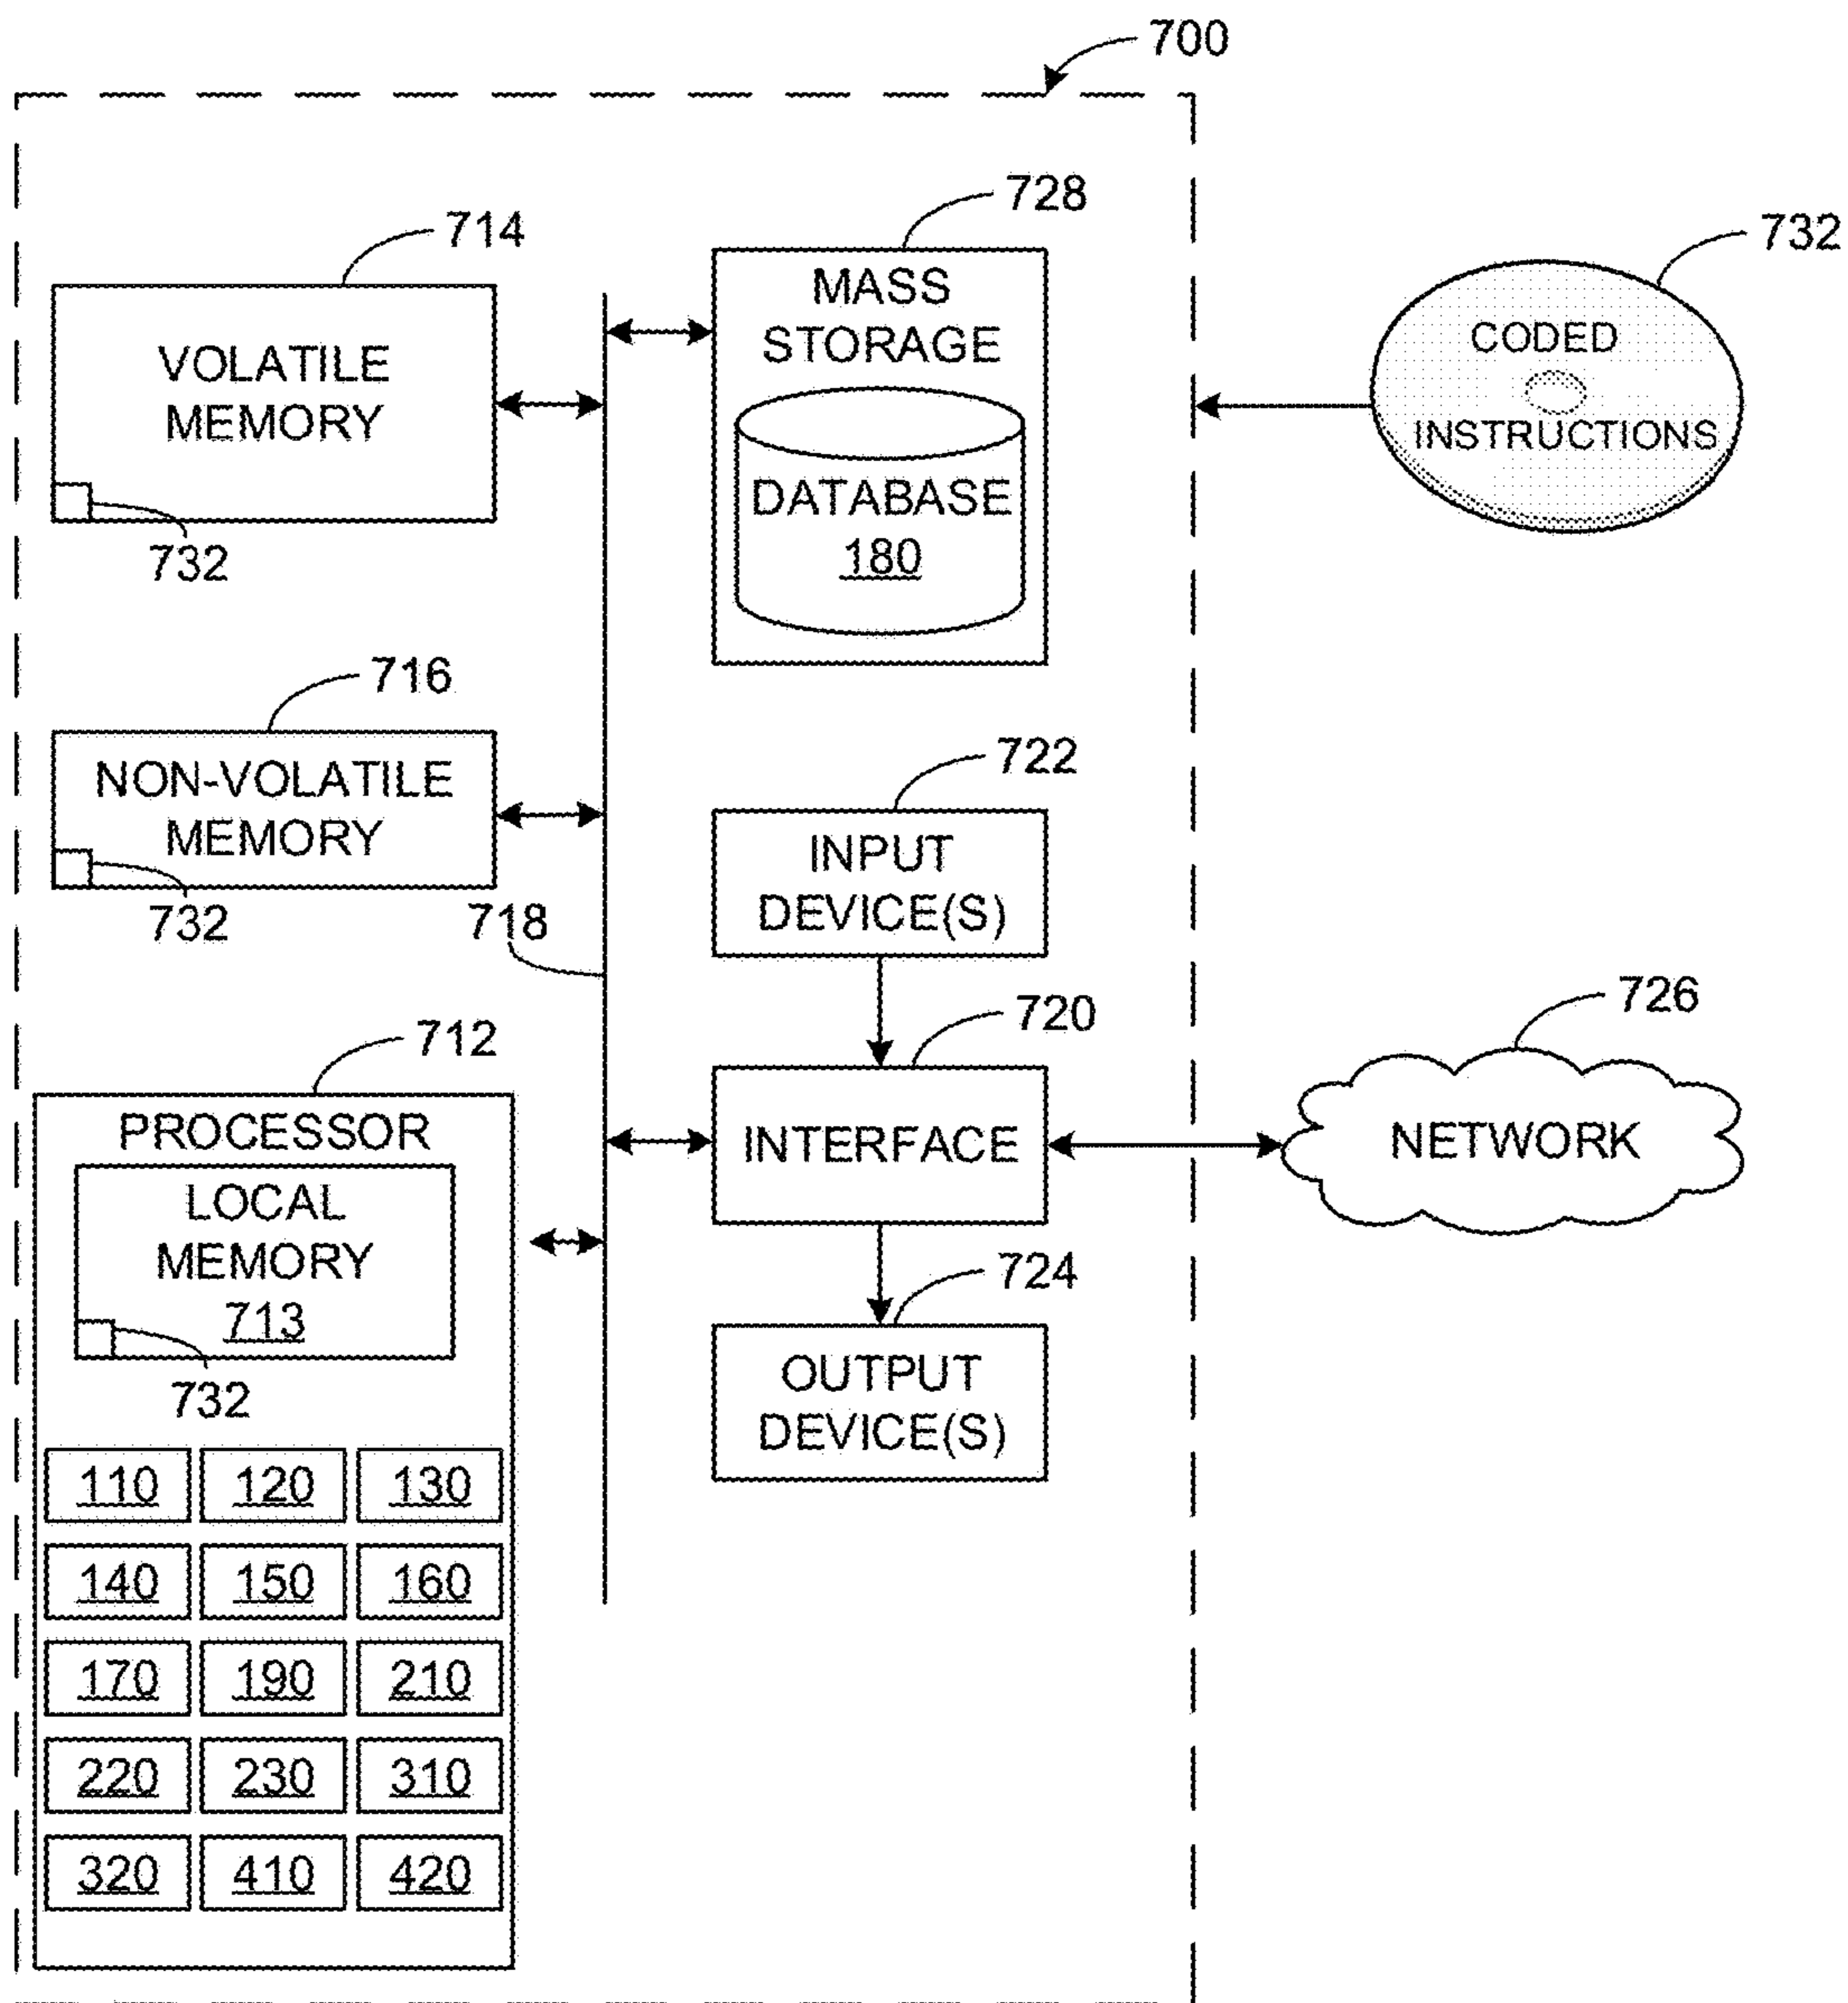 700
714
VOLATILE
MEMORY
732
728
MASS
STORAGE
DATABASE
180
732
CODED
INSTRUCTIONS
716
NON-VOLATILE
MEMORY
732
718
722
INPUT
DEVICE(S)
720
INTERFACE
726
NETWORK
724
OUTPUT
DEVICE(S)
712
PROCESSOR
LOCAL
MEMORY
713
732
110 120 130
140 150 160
170 190 210
220 230 310
320 410 420